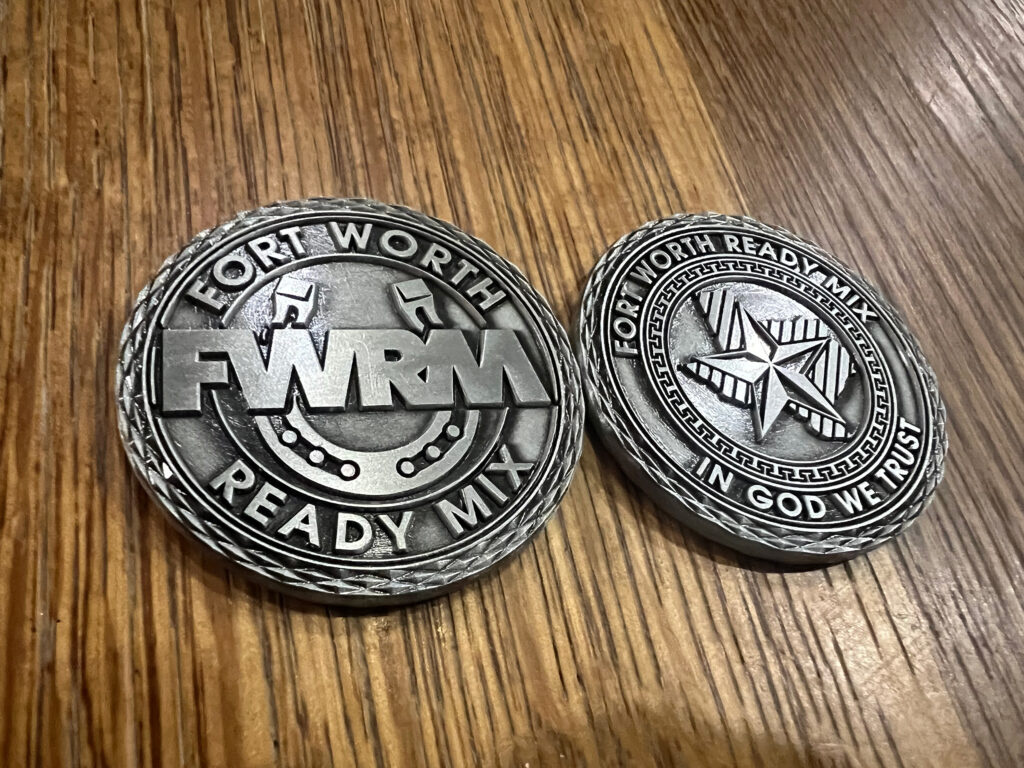 FORT WORTH
FWRM
READY MIX
FORT WORTH READY MIX
IN GOD WE TRUST